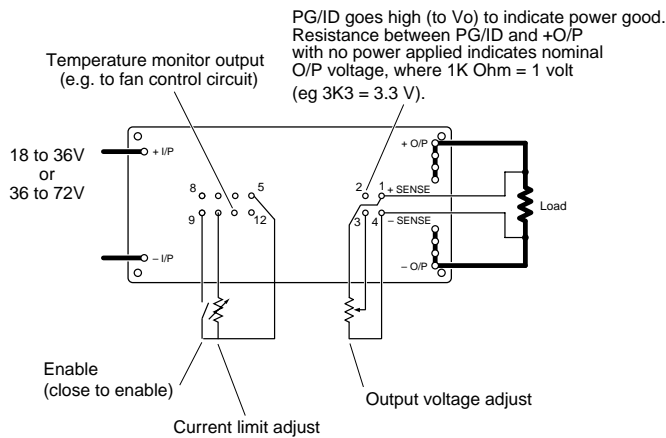 PG/ID goes high (to Vo) to indicate power good.
Resistance between PG/ID and +O/P
with no power applied indicates nominal
O/P voltage, where 1K Ohm = 1 volt
(eg 3K3 = 3.3 V).
Temperature monitor output
(e.g. to fan control circuit)
18 to 36V
or
36 to 72V
+ I/P
+ O/P
8
5
2
1
+ SENSE
9
12
3
4
– SENSE
Load
– I/P
– O/P
Enable
(close to enable)
Output voltage adjust
Current limit adjust